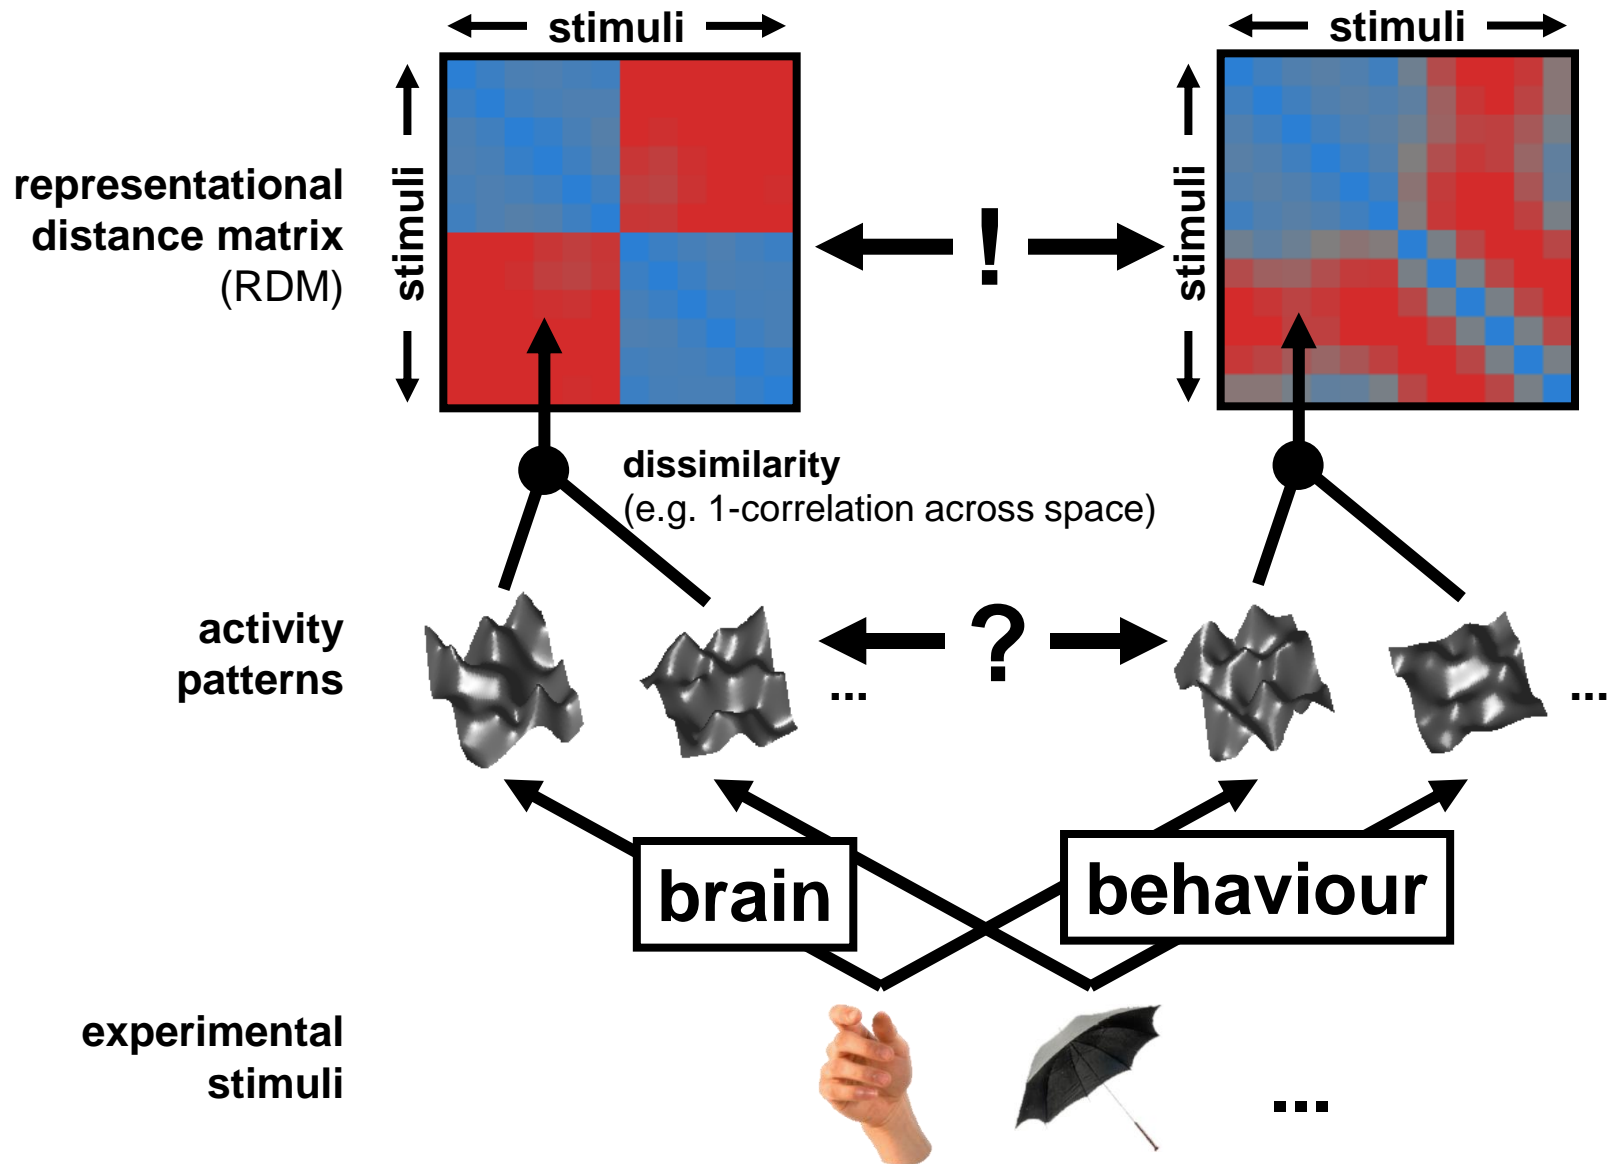 stimuli
stimuli
stimuli
stimuli
representational
distance matrix
(RDM)
!
dissimilarity
(e.g. 1-correlation across space)
activity
patterns
?
...
...
brain
behaviour
experimental
stimuli
...